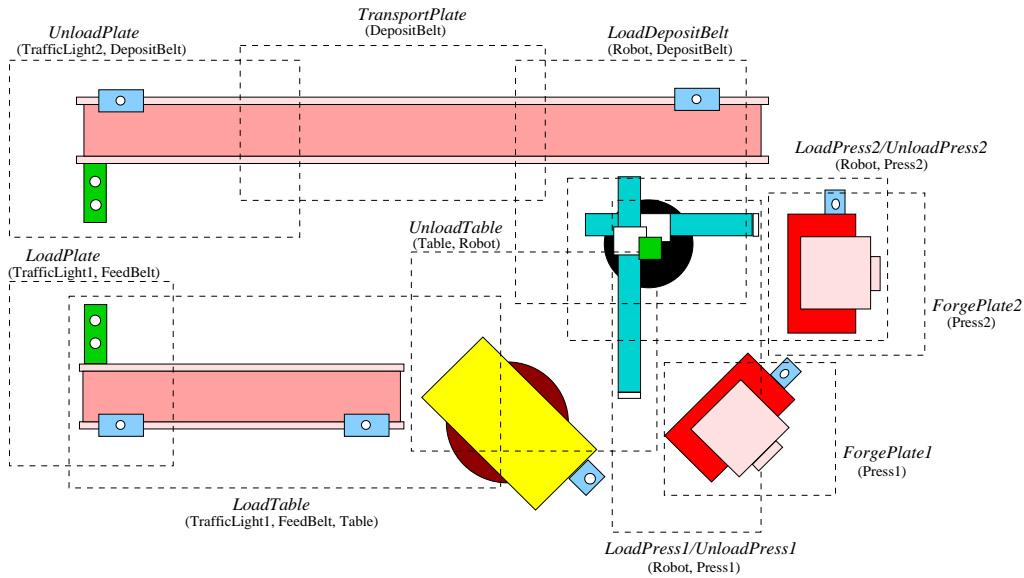 TransportPlate
(DepositBelt)
UnloadPlate
(TrafficLight2, DepositBelt)
LoadDepositBelt
(Robot, DepositBelt)
LoadPress2/UnloadPress2
(Robot, Press2)
UnloadTable
(Table, Robot)
LoadPlate
(TrafficLight1, FeedBelt)
ForgePlate2
(Press2)
ForgePlate1
(Press1)
LoadTable
(TrafficLight1, FeedBelt, Table)
LoadPress1/UnloadPress1
(Robot, Press1)